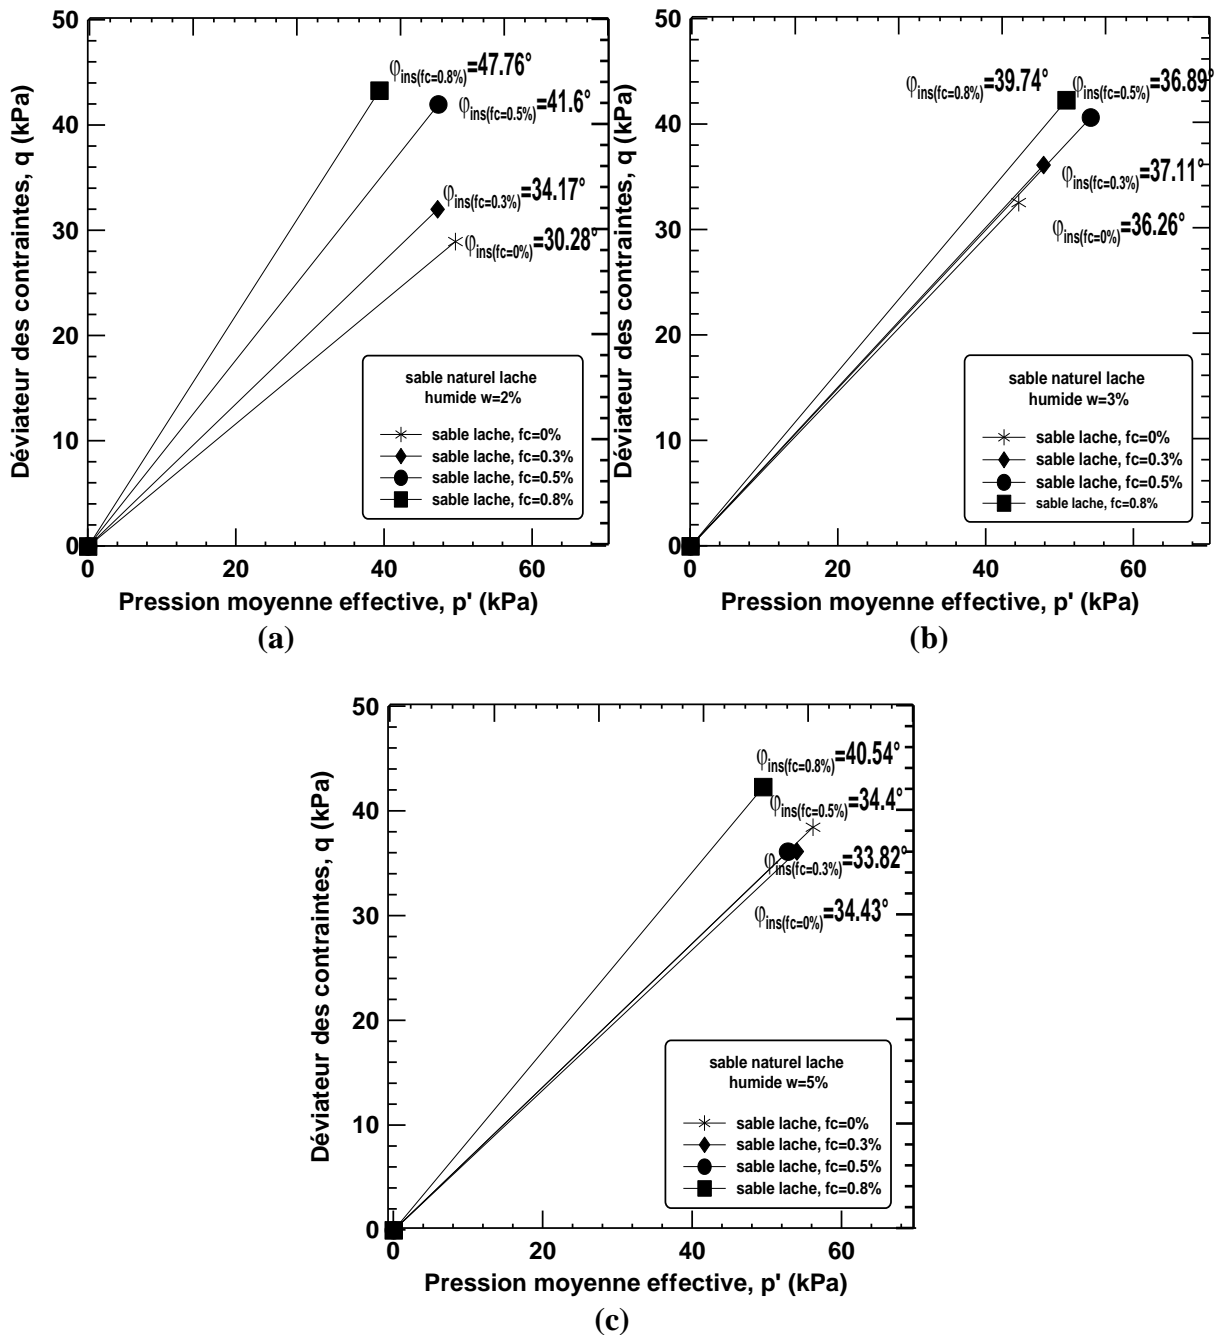 50
40
30
20
10
0
0 20 40 60
Déviateur des contraintes, q (kPa)
Pression moyenne effective, p' (kPa)
φins(fc=0.8%)=47.76°
φins(fc=0.5%)=41.6°
φins(fc=0.3%)=34.17°
φins(fc=0%)=30.28°
sable naturel lache
humide w=2%
sable lache, fc=0%
sable lache, fc=0.3%
sable lache, fc=0.5%
sable lache, fc=0.8%
(a)
50
40
30
20
10
0
0 20 40 60
Déviateur des contraintes, q (kPa)
Pression moyenne effective, p' (kPa)
φins(fc=0.8%)=39.74°
φins(fc=0.5%)=36.89°
φins(fc=0.3%)=37.11°
φins(fc=0%)=36.26°
sable naturel lache
humide w=3%
sable lache, fc=0%
sable lache, fc=0.3%
sable lache, fc=0.5%
sable lache, fc=0.8%
(b)
50
40
30
20
10
0
0 20 40 60
Déviateur des contraintes, q (kPa)
Pression moyenne effective, p' (kPa)
φins(fc=0.8%)=40.54°
φins(fc=0.5%)=34.4°
φins(fc=0.3%)=33.82°
φins(fc=0%)=34.43°
sable naturel lache
humide w=5%
sable lache, fc=0%
sable lache, fc=0.3%
sable lache, fc=0.5%
sable lache, fc=0.8%
(c)